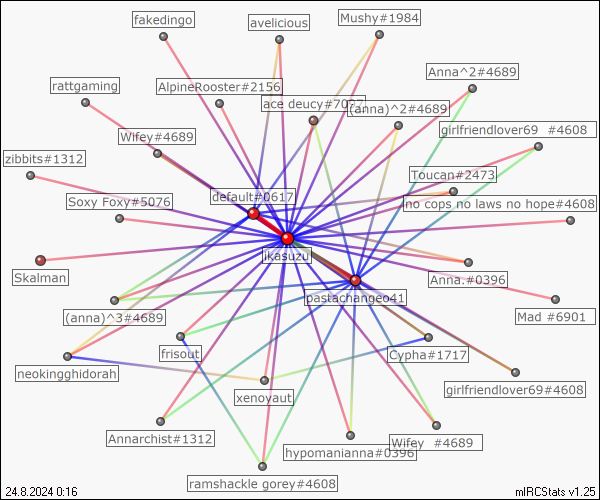 fakedingo
avelicious
Mushy#1984
Anna^2#4689
rattgaming
AlpineRooster#2156
ace deucy#7077
(anna)^2#4689
girlfriendlover69 #4608
Wifey#4689
zibbits#1312
Toucan#2473
default#0617
Soxy Foxy#5076
no cops no laws no hope#4608
ikasuzu
Skalman
Anna.#0396
pastachangeo41
(anna)^3#4689
Mad #6901
frisout
Cypha#1717
neokingghidorah
xenoyaut
girlfriendlover69#4608
Annarchist#1312
Wifey #4689
hypomanianna#0396
ramshackle gorey#4608
24.8.2024 0:16
mIRCStats v1.25